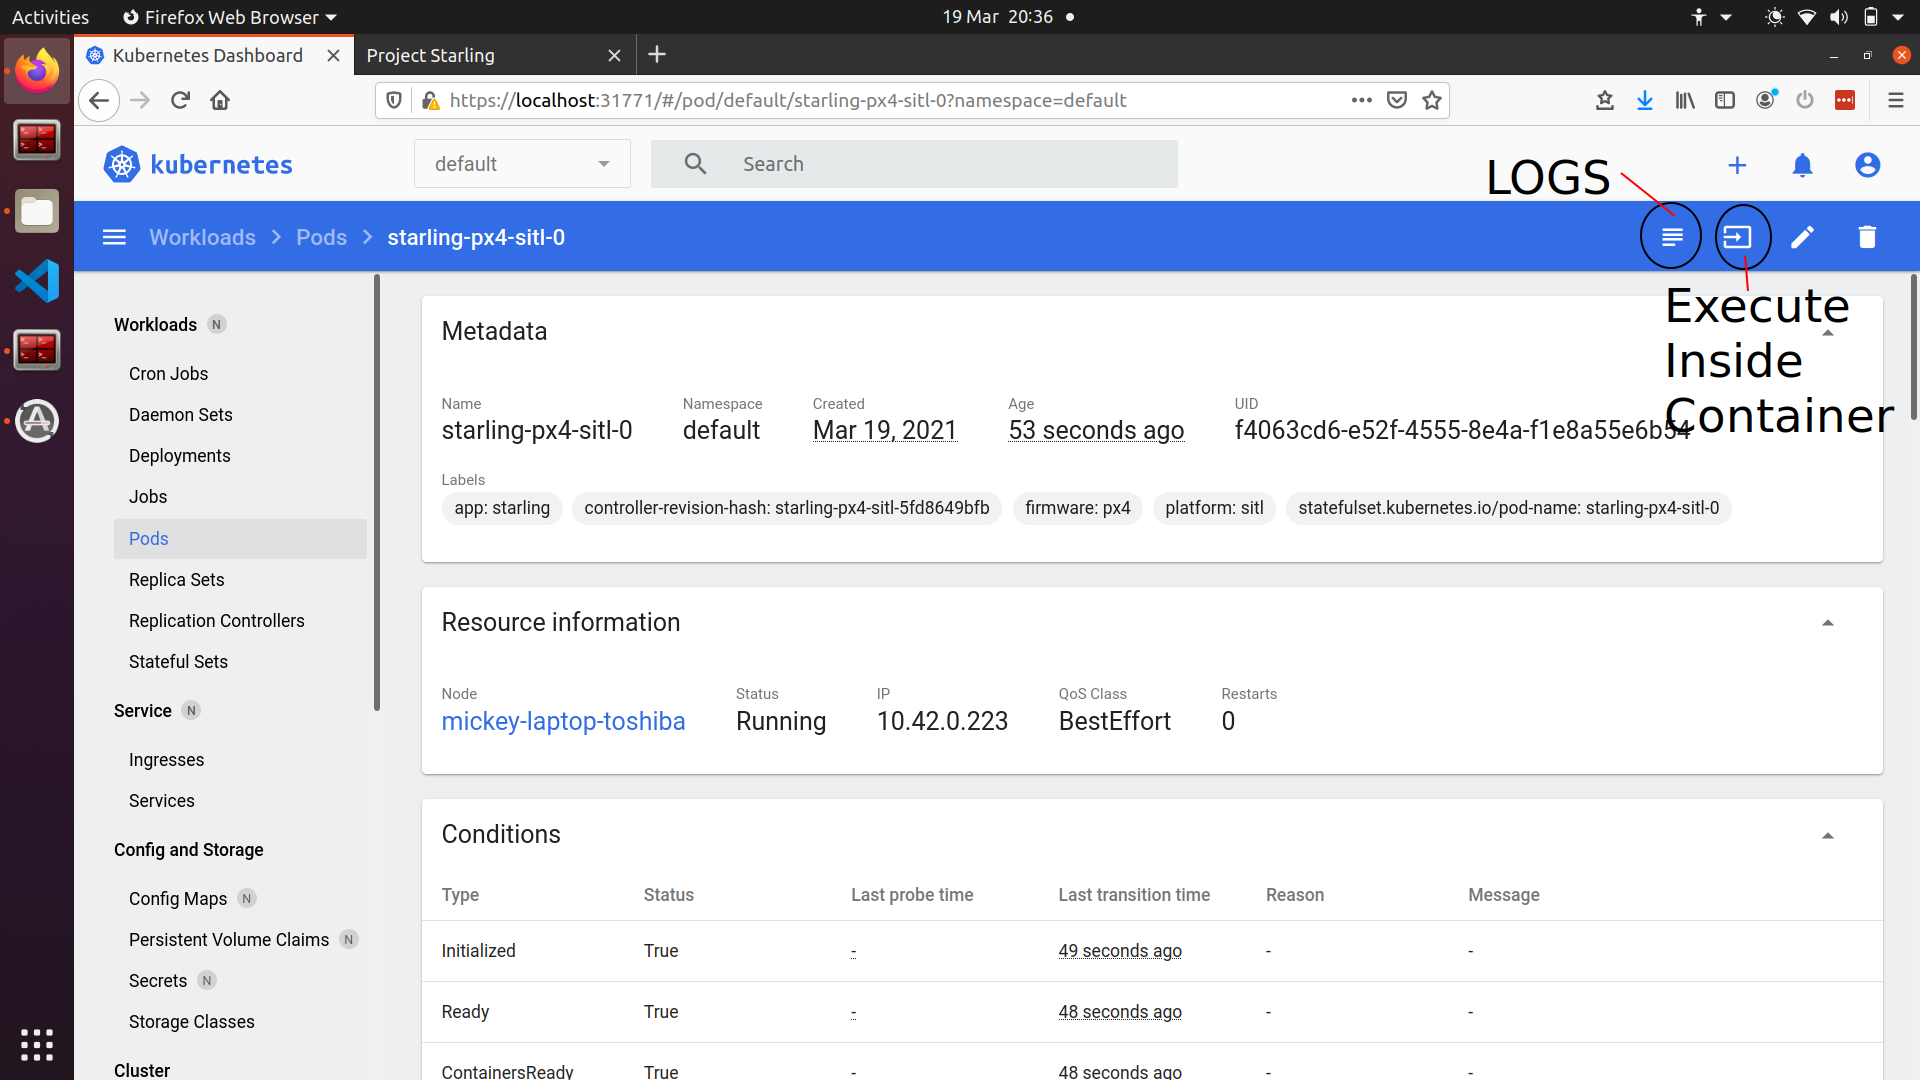 Activities Firefox Web Browser 19 Mar 20:36
Kubernetes Dashboard Project Starling
https://localhost:31771/#/pod/default/starling-px4-sitl-0?namespace=default
kubernetes default Search LOGS
Workloads Pods starling-px4-sitl-0
Execute
Inside
Container
Workloads N
Cron Jobs
Daemon Sets
Deployments
Jobs
Pods
Replica Sets
Replication Controllers
Stateful Sets
Service N
Ingresses
Services
Config and Storage
Config Maps N
Persistent Volume Claims N
Secrets N
Storage Classes
Cluster
Metadata
Name Namespace Created Age UID
starling-px4-sitl-0 default Mar 19, 2021 53 seconds ago f4063cd6-e52f-4555-8e4a-f1e8a55e6b54
Labels
app: starling controller-revision-hash: starling-px4-sitl-5fd8649bfb firmware: px4 platform: sitl statefulset.kubernetes.io/pod-name: starling-px4-sitl-0
Resource information
Node Status IP QoS Class Restarts
mickey-laptop-toshiba Running 10.42.0.223 BestEffort 0
Conditions
Type Status Last probe time Last transition time Reason Message
Initialized True - 49 seconds ago - -
Ready True - 48 seconds ago - -
ContainersReady True - 48 seconds ago - -